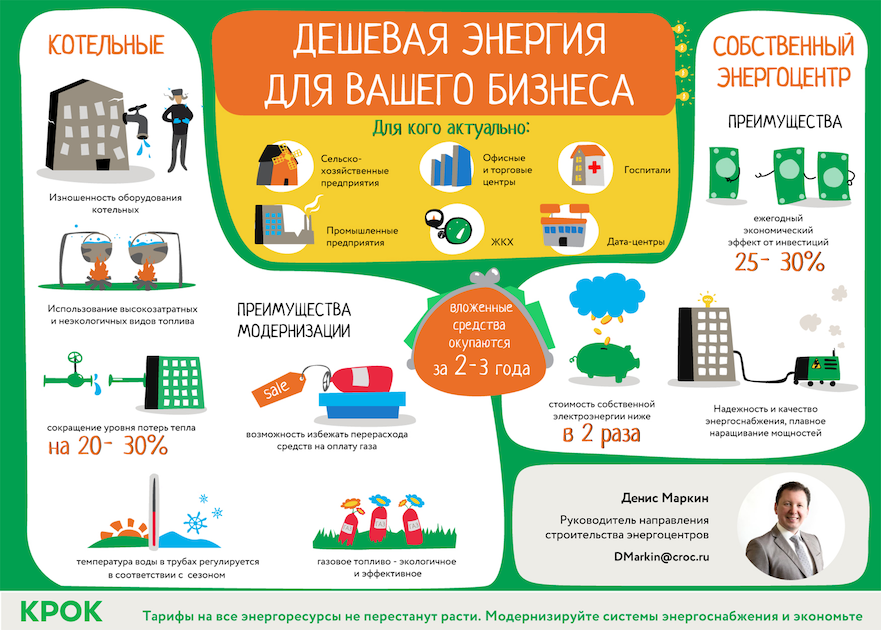 ДЕШЕВАЯ ЭНЕРГИЯ
ДЛЯ ВАШЕГО БИЗНЕСА
Для кого актуально:
Сельско-
хозяйственные
предприятия
Офисные
и торговые
центры
Госпитали
Промышленные
предприятия
ЖКХ
Дата-центры
КОТЕЛЬНЫЕ
Изношенность оборудования
котельных
Использование высокозатратных
и неэкологичных видов топлива
сокращение уровня потерь тепла
на 20- 30%
температура воды в трубах регулируется
в соответствии с сезоном
ПРЕИМУЩЕСТВА
МОДЕРНИЗАЦИИ
sale
возможность избежать перерасхода
средств на оплату газа
ГАЗ
ГАЗ
ГАЗ
газовое топливо - экологичное
и эффективное
вложенные
средства
окупаются
за 2-3 года
СОБСТВЕННЫЙ
ЭНЕРГОЦЕНТР
ПРЕИМУЩЕСТВА
ежегодный
экономический
эффект от инвестиций
25- 30%
стоимость собственной
электроэнергии ниже
в 2 раза
Надежность и качество
энергоснабжения, плавное
наращивание мощностей
Денис Маркин
Руководитель направления
строительства энергоцентров
DMarkin@croc.ru
КРОК
Тарифы на все энергоресурсы не перестанут расти. Модернизируйте системы энергоснабжения и экономьте